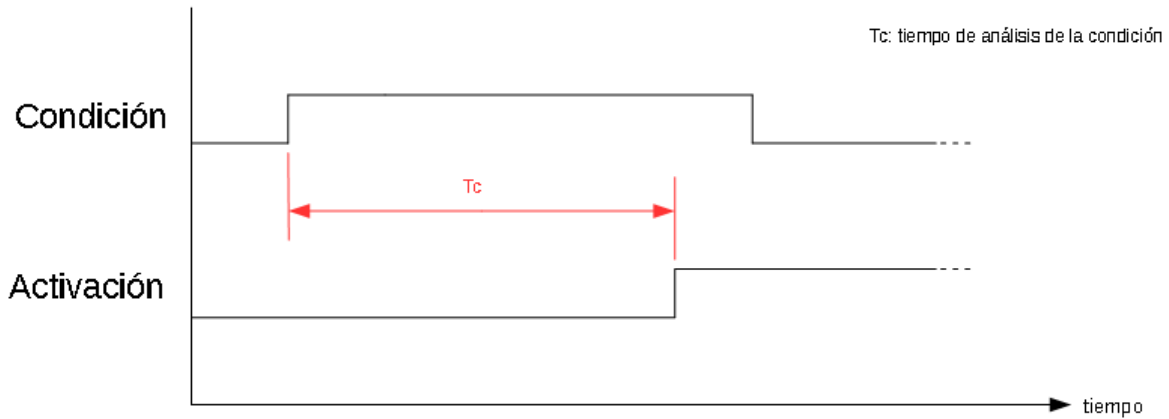 Tc: tiempo de análisis de la condición
Condición
Tc
Activación
tiempo